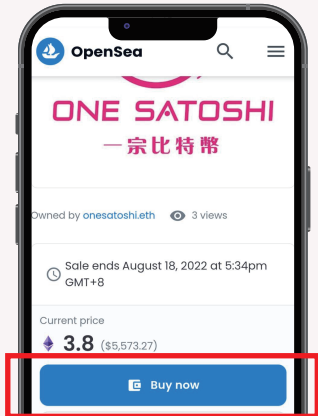 OpenSea
ONE SATOSHI
一宗比特幣
Owned by onesatoshi.eth 3 views
Sale ends August 18, 2022 at 5:34pm
GMT+8
Current price
3.8 ($5,573.27)
Buy now